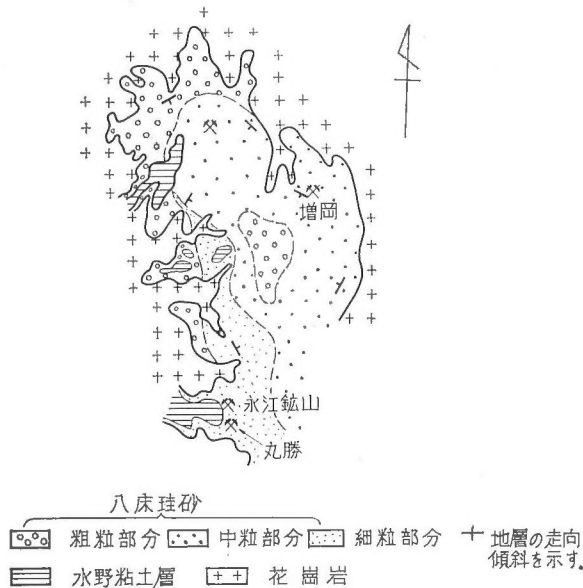 増岡
永江鉱山
丸勝
八床珪砂
粗粒部分 中粒部分 細粒部分 地層の走向
傾斜を示す.
水野粘土層 花崗岩